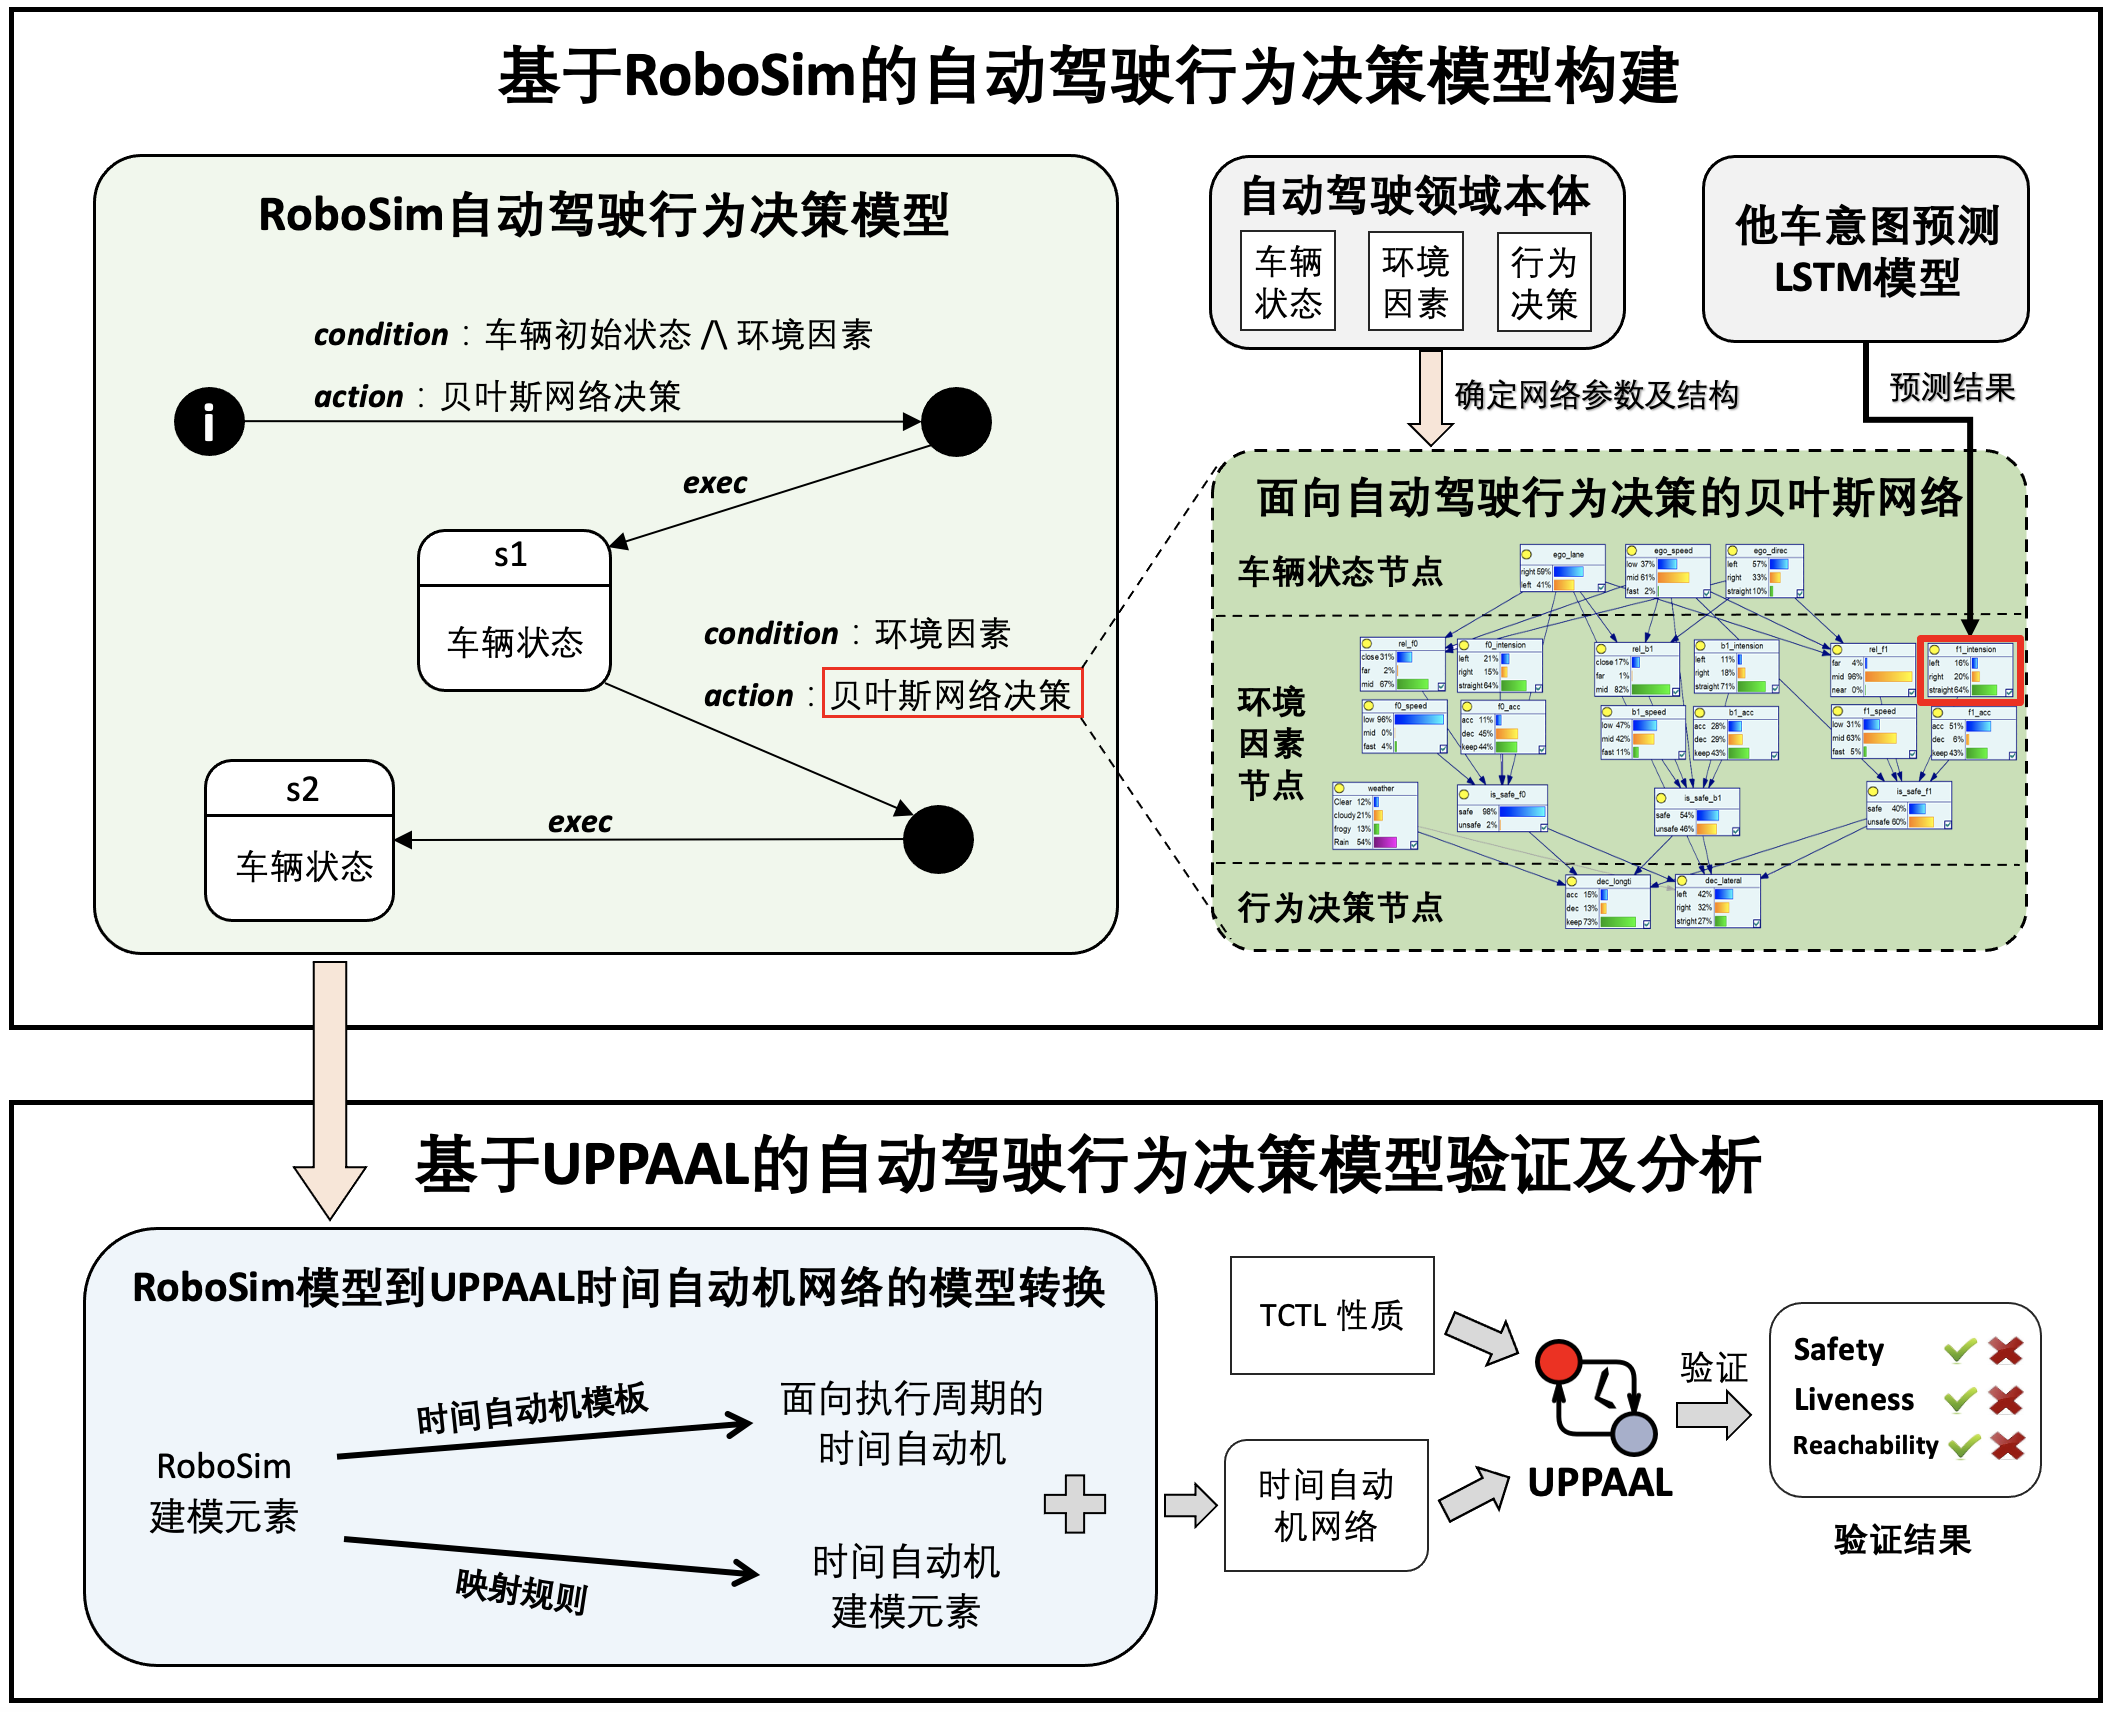 基于RoboSim的自动驾驶行为决策模型构建
RoboSim自动驾驶行为决策模型
condition：车辆初始状态 ⋀ 环境因素
action：贝叶斯网络决策
i
exec
s1
车辆状态
condition：环境因素
action：贝叶斯网络决策
s2
车辆状态
exec
自动驾驶领域本体
车辆
状态
环境
因素
行为
决策
他车意图预测
LSTM模型
确定网络参数及结构
预测结果
面向自动驾驶行为决策的贝叶斯网络
车辆状态节点
ego_lane
right 59%
left 41%
ego_speed
low 37%
mid 61%
fast 2%
ego_direc
left 57%
right 33%
straight 10%
环境
因素
节点
rel_f0
close 31%
far 2%
mid 67%
f0_intension
left 21%
right 15%
straight 64%
rel_b1
close 17%
far 1%
mid 82%
b1_intension
left 11%
right 18%
straight 71%
rel_f1
far 4%
mid 96%
near 0%
f1_intension
left 16%
right 20%
straight 64%
f0_speed
low 96%
mid 0%
fast 4%
f0_acc
acc 11%
dec 45%
keep 44%
b1_speed
low 47%
mid 42%
fast 11%
b1_acc
acc 28%
dec 29%
keep 43%
f1_speed
low 31%
mid 63%
fast 5%
f1_acc
acc 51%
dec 6%
keep 43%
weather
Clear 12%
cloudy 21%
frogy 13%
Rain 54%
is_safe_f0
safe 98%
unsafe 2%
is_safe_b1
safe 54%
unsafe 46%
is_safe_f1
safe 40%
unsafe 60%
行为决策节点
dec_longti
acc 15%
dec 13%
keep 73%
dec_lateral
left 42%
right 32%
stright 27%
基于UPPAAL的自动驾驶行为决策模型验证及分析
RoboSim模型到UPPAAL时间自动机网络的模型转换
RoboSim
建模元素
时间自动机模板
面向执行周期的
时间自动机
映射规则
时间自动机
建模元素
TCTL 性质
时间自动
机网络
UPPAAL
验证
Safety
Liveness
Reachability
验证结果